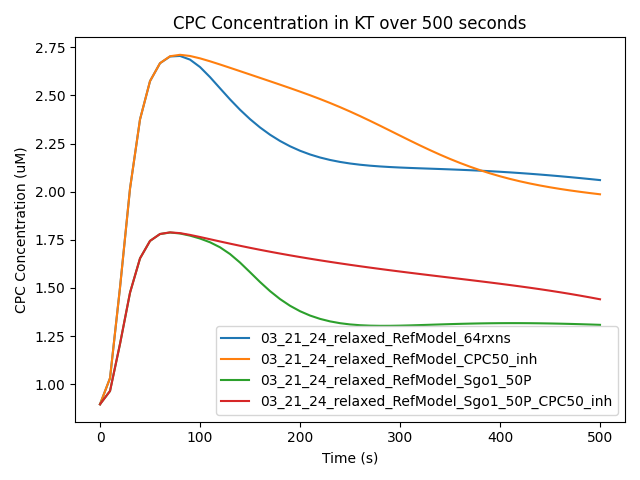 CPC Concentration in KT over 500 seconds
CPC Concentration (uM)
2.75
2.50
2.25
2.00
1.75
1.50
1.25
1.00
03_21_24_relaxed_RefModel_64rxns
03_21_24_relaxed_RefModel_CPC50_inh
03_21_24_relaxed_RefModel_Sgo1_50P
03_21_24_relaxed_RefModel_Sgo1_50P_CPC50_inh
0 100 200 300 400 500
Time (s)